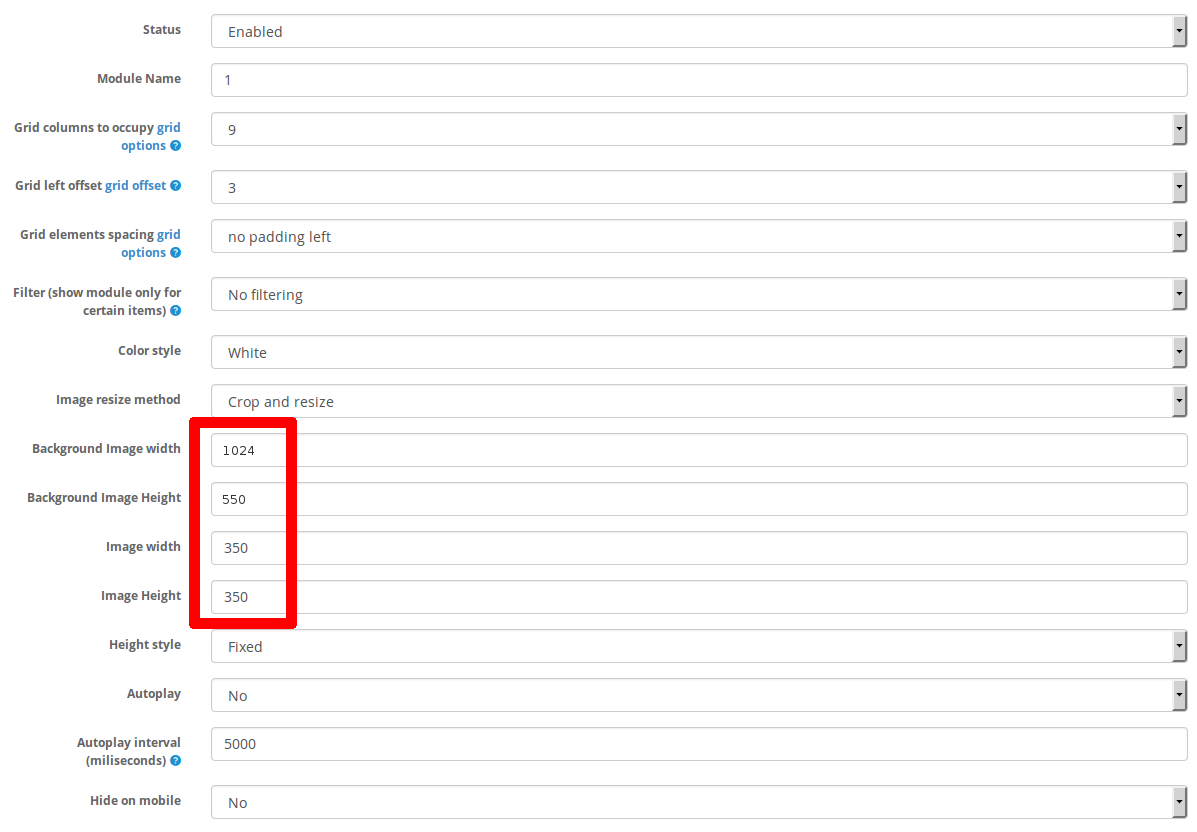 Status Enabled
Module Name 1
Grid columns to occupy grid 9
options ?
Grid left offset grid offset ? 3
Grid elements spacing grid no padding left
options ?
Filter (show module only for No filtering
certain items) ?
Color style White
Image resize method Crop and resize
Background Image width 1024
Background Image Height 550
Image width 350
Image Height 350
Height style Fixed
Autoplay No
Autoplay interval 5000
(miliseconds) ?
Hide on mobile No